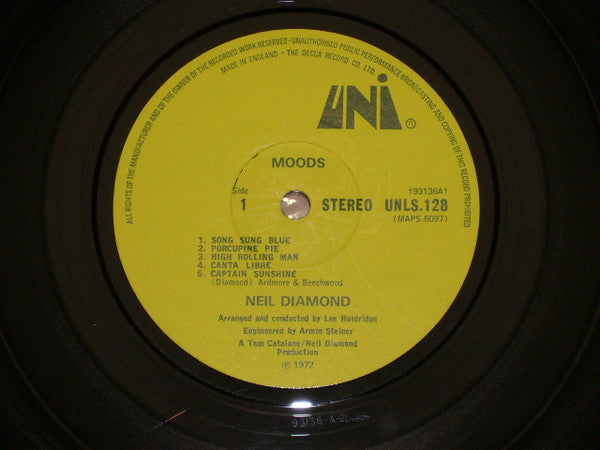 ALL RIGHTS OF THE MANUFACTURER AND OF THE OWNER OF THE RECORDED WORK RESERVED · UNAUTHORISED PUBLIC PERFORMANCE BROADCASTING AND COPYING OF THIS RECORD PROHIBITED.
MADE IN ENGLAND · THE DECCA RECORD CO LTD.
UNI ®
MOODS
Side †93136A†
1 STEREO UNLS.128
(MAPS.6097)
1. SONG SUNG BLUE
2. PORCUPINE PIE
3. HIGH ROLLING MAN
4. CANTA LIBRE
5. CAPTAIN SUNSHINE
(Diamond) Ardmore & Beechwood
NEIL DIAMOND
Arranged and conducted by Lee Holdridge
Engineered by Armin Steiner
A Tom Catalano/Neil Diamond
Production
℗ 1972